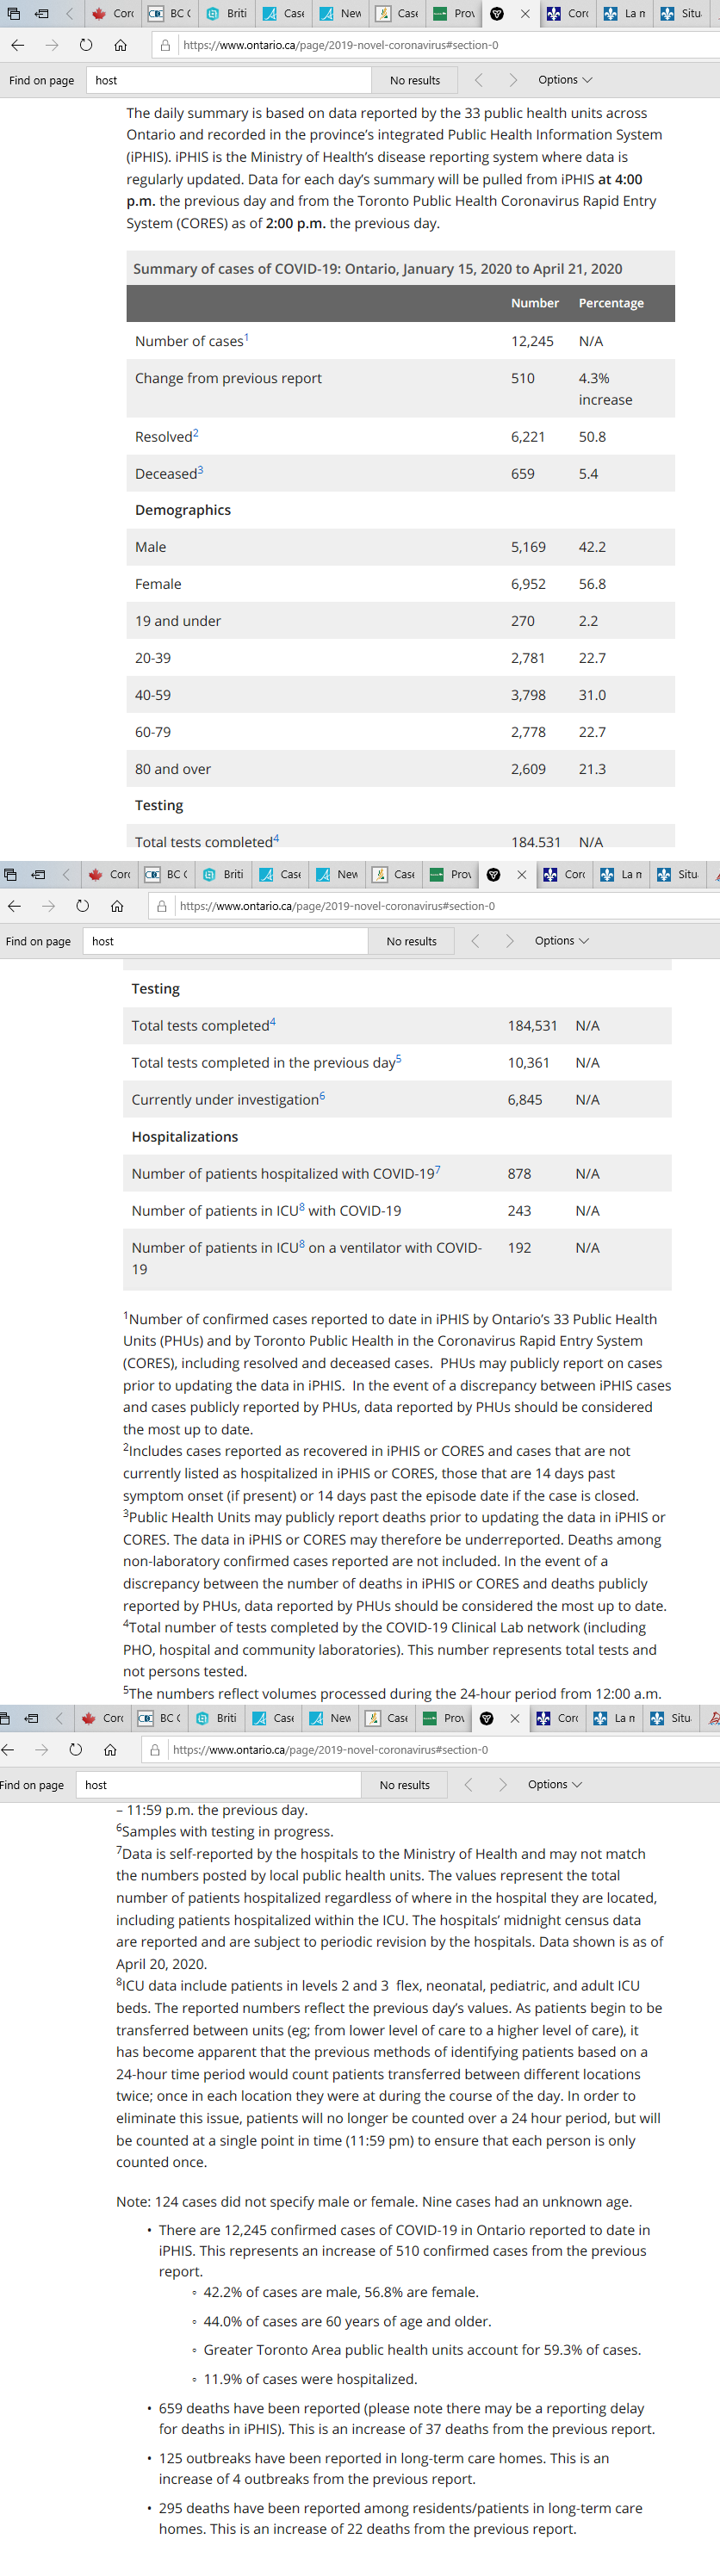 Coro
BC C
Briti
Case
New
Case
Prov
Coro
La n
Situ
https://www.ontario.ca/page/2019-novel-coronavirus#section-0
Find on page host No results Options
The daily summary is based on data reported by the 33 public health units across
Ontario and recorded in the province's integrated Public Health Information System
(iPHIS). iPHIS is the Ministry of Health's disease reporting system where data is
regularly updated. Data for each day's summary will be pulled from iPHIS at 4:00
p.m. the previous day and from the Toronto Public Health Coronavirus Rapid Entry
System (CORES) as of 2:00 p.m. the previous day.
Summary of cases of COVID-19: Ontario, January 15, 2020 to April 21, 2020
Number Percentage
Number of cases1 12,245 N/A
Change from previous report 510 4.3%
increase
Resolved2 6,221 50.8
Deceased3 659 5.4
Demographics
Male 5,169 42.2
Female 6,952 56.8
19 and under 270 2.2
20-39 2,781 22.7
40-59 3,798 31.0
60-79 2,778 22.7
80 and over 2,609 21.3
Testing
Total tests completed4 184,531 N/A
Coro
BC C
Briti
Case
New
Case
Prov
Coro
La n
Situ
https://www.ontario.ca/page/2019-novel-coronavirus#section-0
Find on page host No results Options
Testing
Total tests completed4 184,531 N/A
Total tests completed in the previous day5 10,361 N/A
Currently under investigation6 6,845 N/A
Hospitalizations
Number of patients hospitalized with COVID-197 878 N/A
Number of patients in ICU8 with COVID-19 243 N/A
Number of patients in ICU8 on a ventilator with COVID- 192 N/A
19
1Number of confirmed cases reported to date in iPHIS by Ontario's 33 Public Health
Units (PHUs) and by Toronto Public Health in the Coronavirus Rapid Entry System
(CORES), including resolved and deceased cases. PHUs may publicly report on cases
prior to updating the data in iPHIS. In the event of a discrepancy between iPHIS cases
and cases publicly reported by PHUs, data reported by PHUs should be considered
the most up to date.
2Includes cases reported as recovered in iPHIS or CORES and cases that are not
currently listed as hospitalized in iPHIS or CORES, those that are 14 days past
symptom onset (if present) or 14 days past the episode date if the case is closed.
3Public Health Units may publicly report deaths prior to updating the data in iPHIS or
CORES. The data in iPHIS or CORES may therefore be underreported. Deaths among
non-laboratory confirmed cases reported are not included. In the event of a
discrepancy between the number of deaths in iPHIS or CORES and deaths publicly
reported by PHUs, data reported by PHUs should be considered the most up to date.
4Total number of tests completed by the COVID-19 Clinical Lab network (including
PHO, hospital and community laboratories). This number represents total tests and
not persons tested.
5The numbers reflect volumes processed during the 24-hour period from 12:00 a.m.
Coro
BC C
Briti
Case
New
Case
Prov
Coro
La n
Situ
https://www.ontario.ca/page/2019-novel-coronavirus#section-0
Find on page host No results Options
– 11:59 p.m. the previous day.
6Samples with testing in progress.
7Data is self-reported by the hospitals to the Ministry of Health and may not match
the numbers posted by local public health units. The values represent the total
number of patients hospitalized regardless of where in the hospital they are located,
including patients hospitalized within the ICU. The hospitals' midnight census data
are reported and are subject to periodic revision by the hospitals. Data shown is as of
April 20, 2020.
8ICU data include patients in levels 2 and 3 flex, neonatal, pediatric, and adult ICU
beds. The reported numbers reflect the previous day's values. As patients begin to be
transferred between units (eg; from lower level of care to a higher level of care), it
has become apparent that the previous methods of identifying patients based on a
24-hour time period would count patients transferred between different locations
twice; once in each location they were at during the course of the day. In order to
eliminate this issue, patients will no longer be counted over a 24 hour period, but will
be counted at a single point in time (11:59 pm) to ensure that each person is only
counted once.
Note: 124 cases did not specify male or female. Nine cases had an unknown age.
• There are 12,245 confirmed cases of COVID-19 in Ontario reported to date in
iPHIS. This represents an increase of 510 confirmed cases from the previous
report.
◦ 42.2% of cases are male, 56.8% are female.
◦ 44.0% of cases are 60 years of age and older.
◦ Greater Toronto Area public health units account for 59.3% of cases.
◦ 11.9% of cases were hospitalized.
• 659 deaths have been reported (please note there may be a reporting delay
for deaths in iPHIS). This is an increase of 37 deaths from the previous report.
• 125 outbreaks have been reported in long-term care homes. This is an
increase of 4 outbreaks from the previous report.
• 295 deaths have been reported among residents/patients in long-term care
homes. This is an increase of 22 deaths from the previous report.